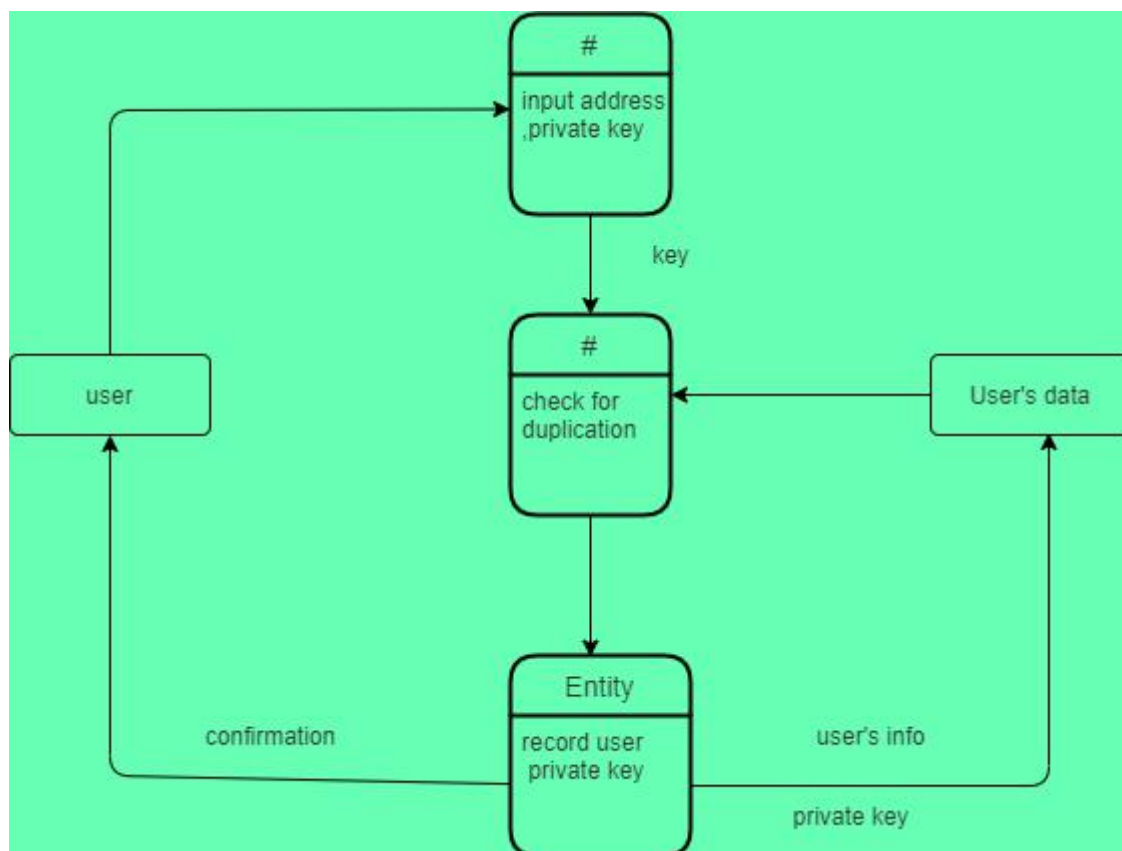 #
input address
,private key
key
#
user
check for
duplication
User's data
Entity
confirmation
record user
private key
user's info
private key